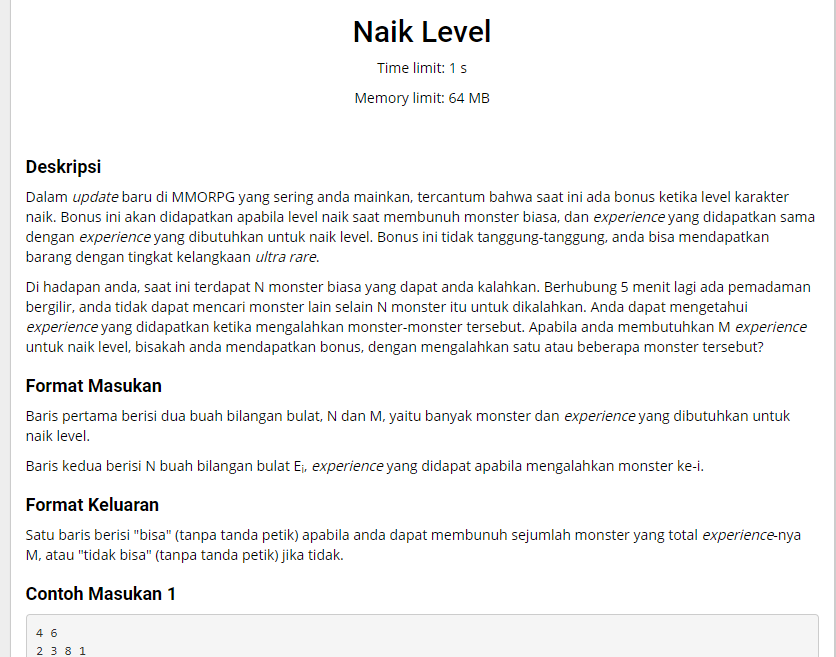 Naik Level
Time limit: 1 s
Memory limit: 64 MB
Deskripsi
Dalam update baru di MMORPG yang sering anda mainkan, tercantum bahwa saat ini ada bonus ketika level karakter
naik. Bonus ini akan didapatkan apabila level naik saat membunuh monster biasa, dan experience yang didapatkan sama
dengan experience yang dibutuhkan untuk naik level. Bonus ini tidak tanggung-tanggung, anda bisa mendapatkan
barang dengan tingkat kelangkaan ultra rare.
Di hadapan anda, saat ini terdapat N monster biasa yang dapat anda kalahkan. Berhubung 5 menit lagi ada pemadaman
bergilir, anda tidak dapat mencari monster lain selain N monster itu untuk dikalahkan. Anda dapat mengetahui
experience yang didapatkan ketika mengalahkan monster-monster tersebut. Apabila anda membutuhkan M experience
untuk naik level, bisakah anda mendapatkan bonus, dengan mengalahkan satu atau beberapa monster tersebut?
Format Masukan
Baris pertama berisi dua buah bilangan bulat, N dan M, yaitu banyak monster dan experience yang dibutuhkan untuk
naik level.
Baris kedua berisi N buah bilangan bulat Eᵢ, experience yang didapat apabila mengalahkan monster ke-i.
Format Keluaran
Satu baris berisi "bisa" (tanpa tanda petik) apabila anda dapat membunuh sejumlah monster yang total experience-nya
M, atau "tidak bisa" (tanpa tanda petik) jika tidak.
Contoh Masukan 1
4 6
2 3 8 1